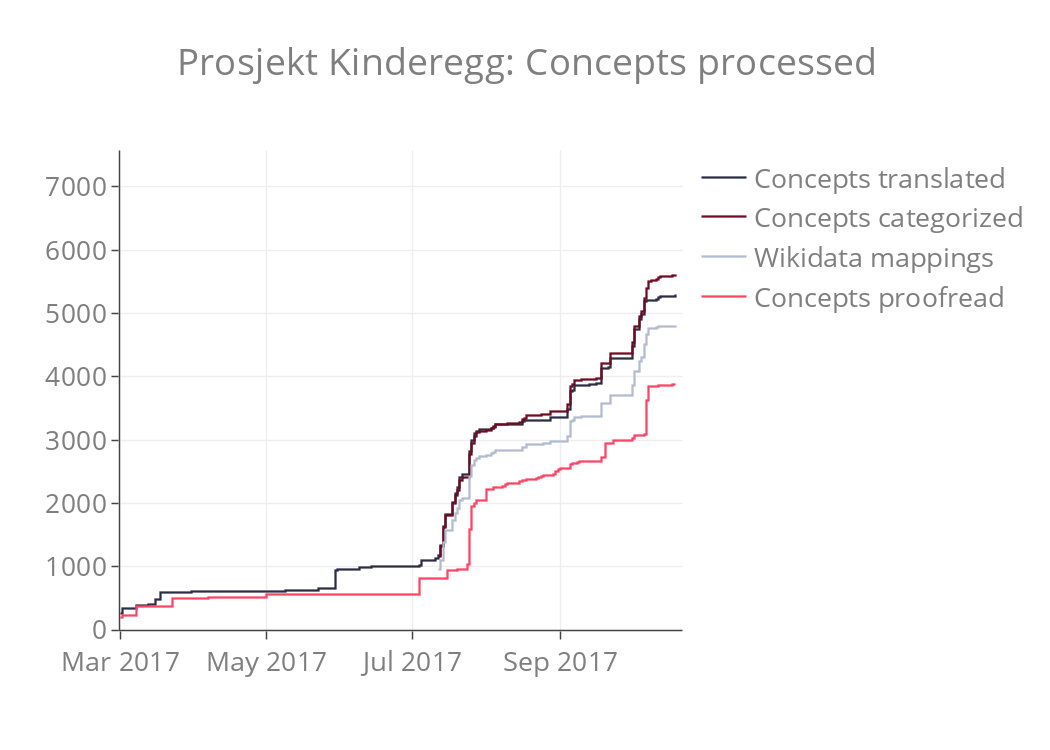 Prosjekt Kinderegg: Concepts processed
7000
6000
5000
4000
3000
2000
1000
0
Mar 2017
May 2017
Jul 2017
Sep 2017
Concepts translated
Concepts categorized
Wikidata mappings
Concepts proofread